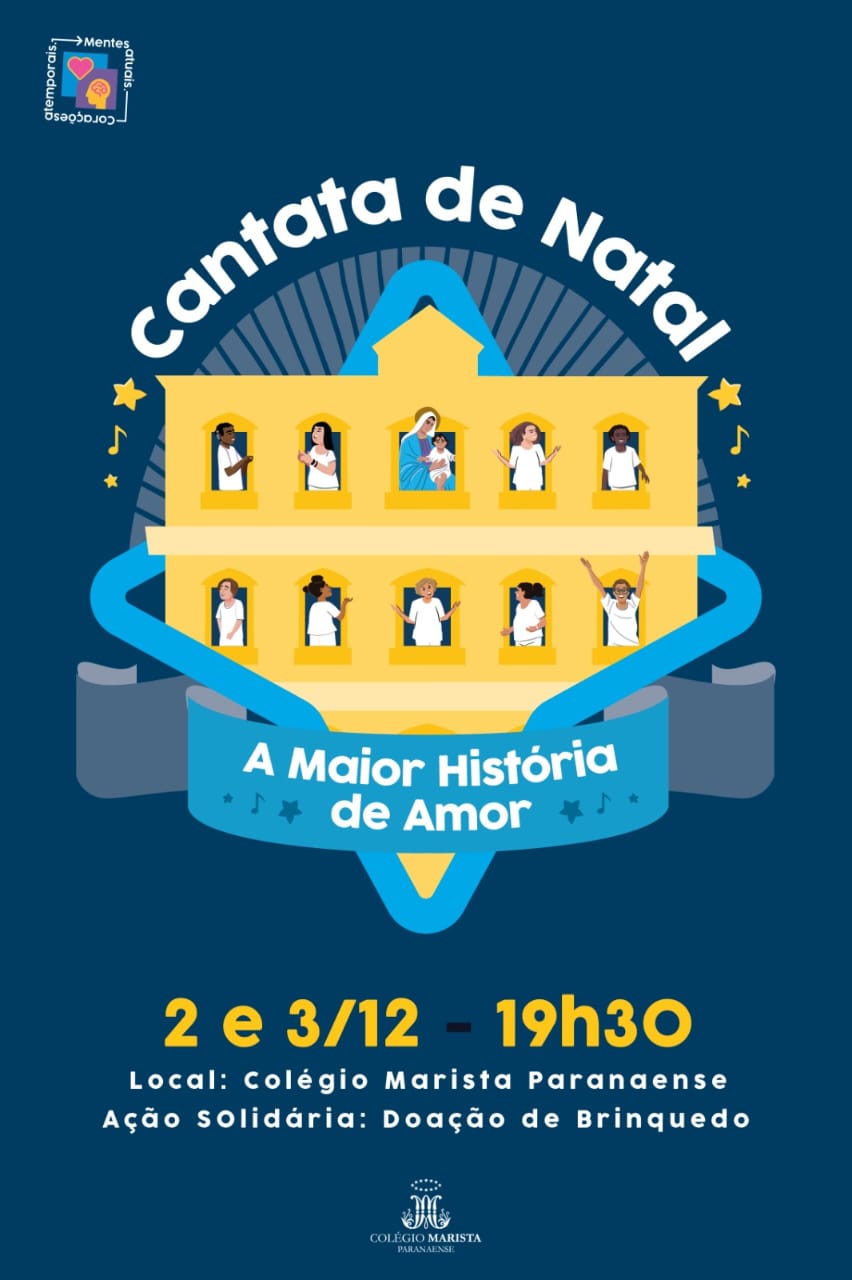 Mentes
atuais.
Corações
atemporais.
Cantata de Natal
A Maior História
de Amor
2 e 3/12 - 19h30
Local: Colégio Marista Paranaense
Ação SOlidária: Doação de Brinquedo
COLÉGIO MARISTA
PARANAENSE